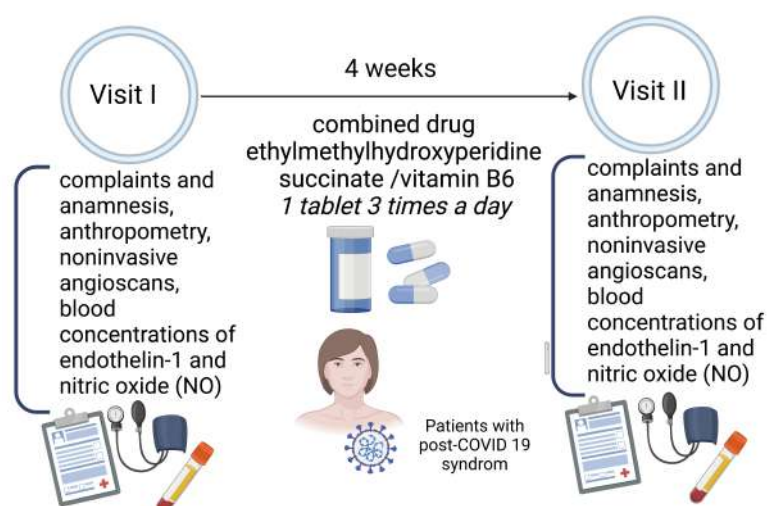 Visit I
4 weeks
Visit II
combined drug
ethylmethylhydroxyperidine
succinate /vitamin B6
1 tablet 3 times a day
complaints and
anamnesis,
anthropometry,
noninvasive
angioscans,
blood
concentrations of
endothelin-1 and
nitric oxide (NO)
Patients with
post-COVID 19
syndrom
complaints and
anamnesis,
anthropometry,
noninvasive
angioscans,
blood
concentrations of
endothelin-1 and
nitric oxide (NO)